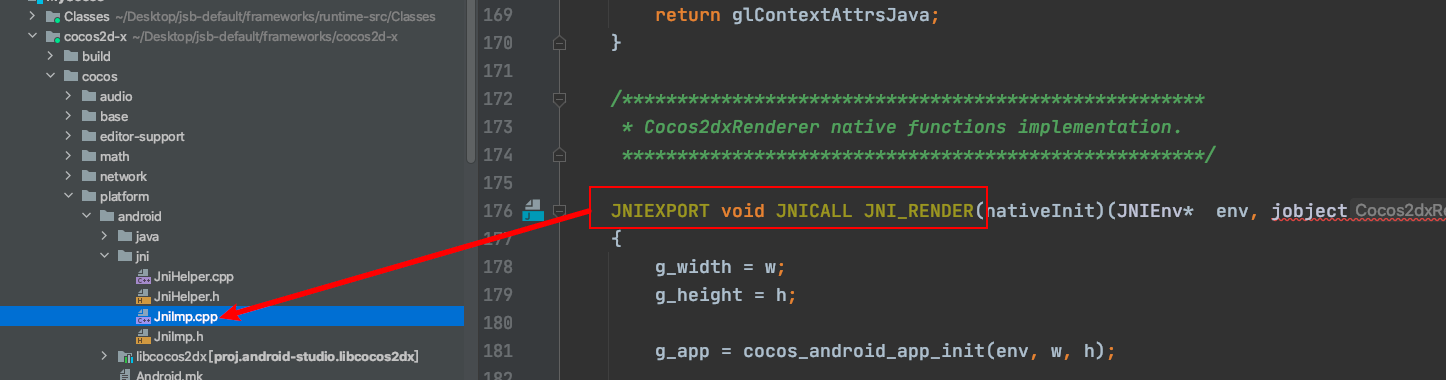 Classes ~/Desktop/jsb-default/frameworks/runtime-src/Classes
cocos2d-x ~/Desktop/jsb-default/frameworks/cocos2d-x
build
cocos
audio
base
editor-support
math
network
platform
android
java
jni
JniHelper.cpp
JniHelper.h
JniImp.cpp
JniImp.h
libcocos2dx [proj.android-studio.libcocos2dx]
Android.mk
169 return glContextAttrsJava;
170 }
171
172 /*****************************************************
173 * Cocos2dxRenderer native functions implementation.
174 *****************************************************/
175
176 JNIEXPORT void JNICALL JNI_RENDER(nativeInit)(JNIEnv*  env, jobject Cocos2dxRe
177 {
178 g_width = w;
179 g_height = h;
180
181 g_app = cocos_android_app_init(env, w, h);